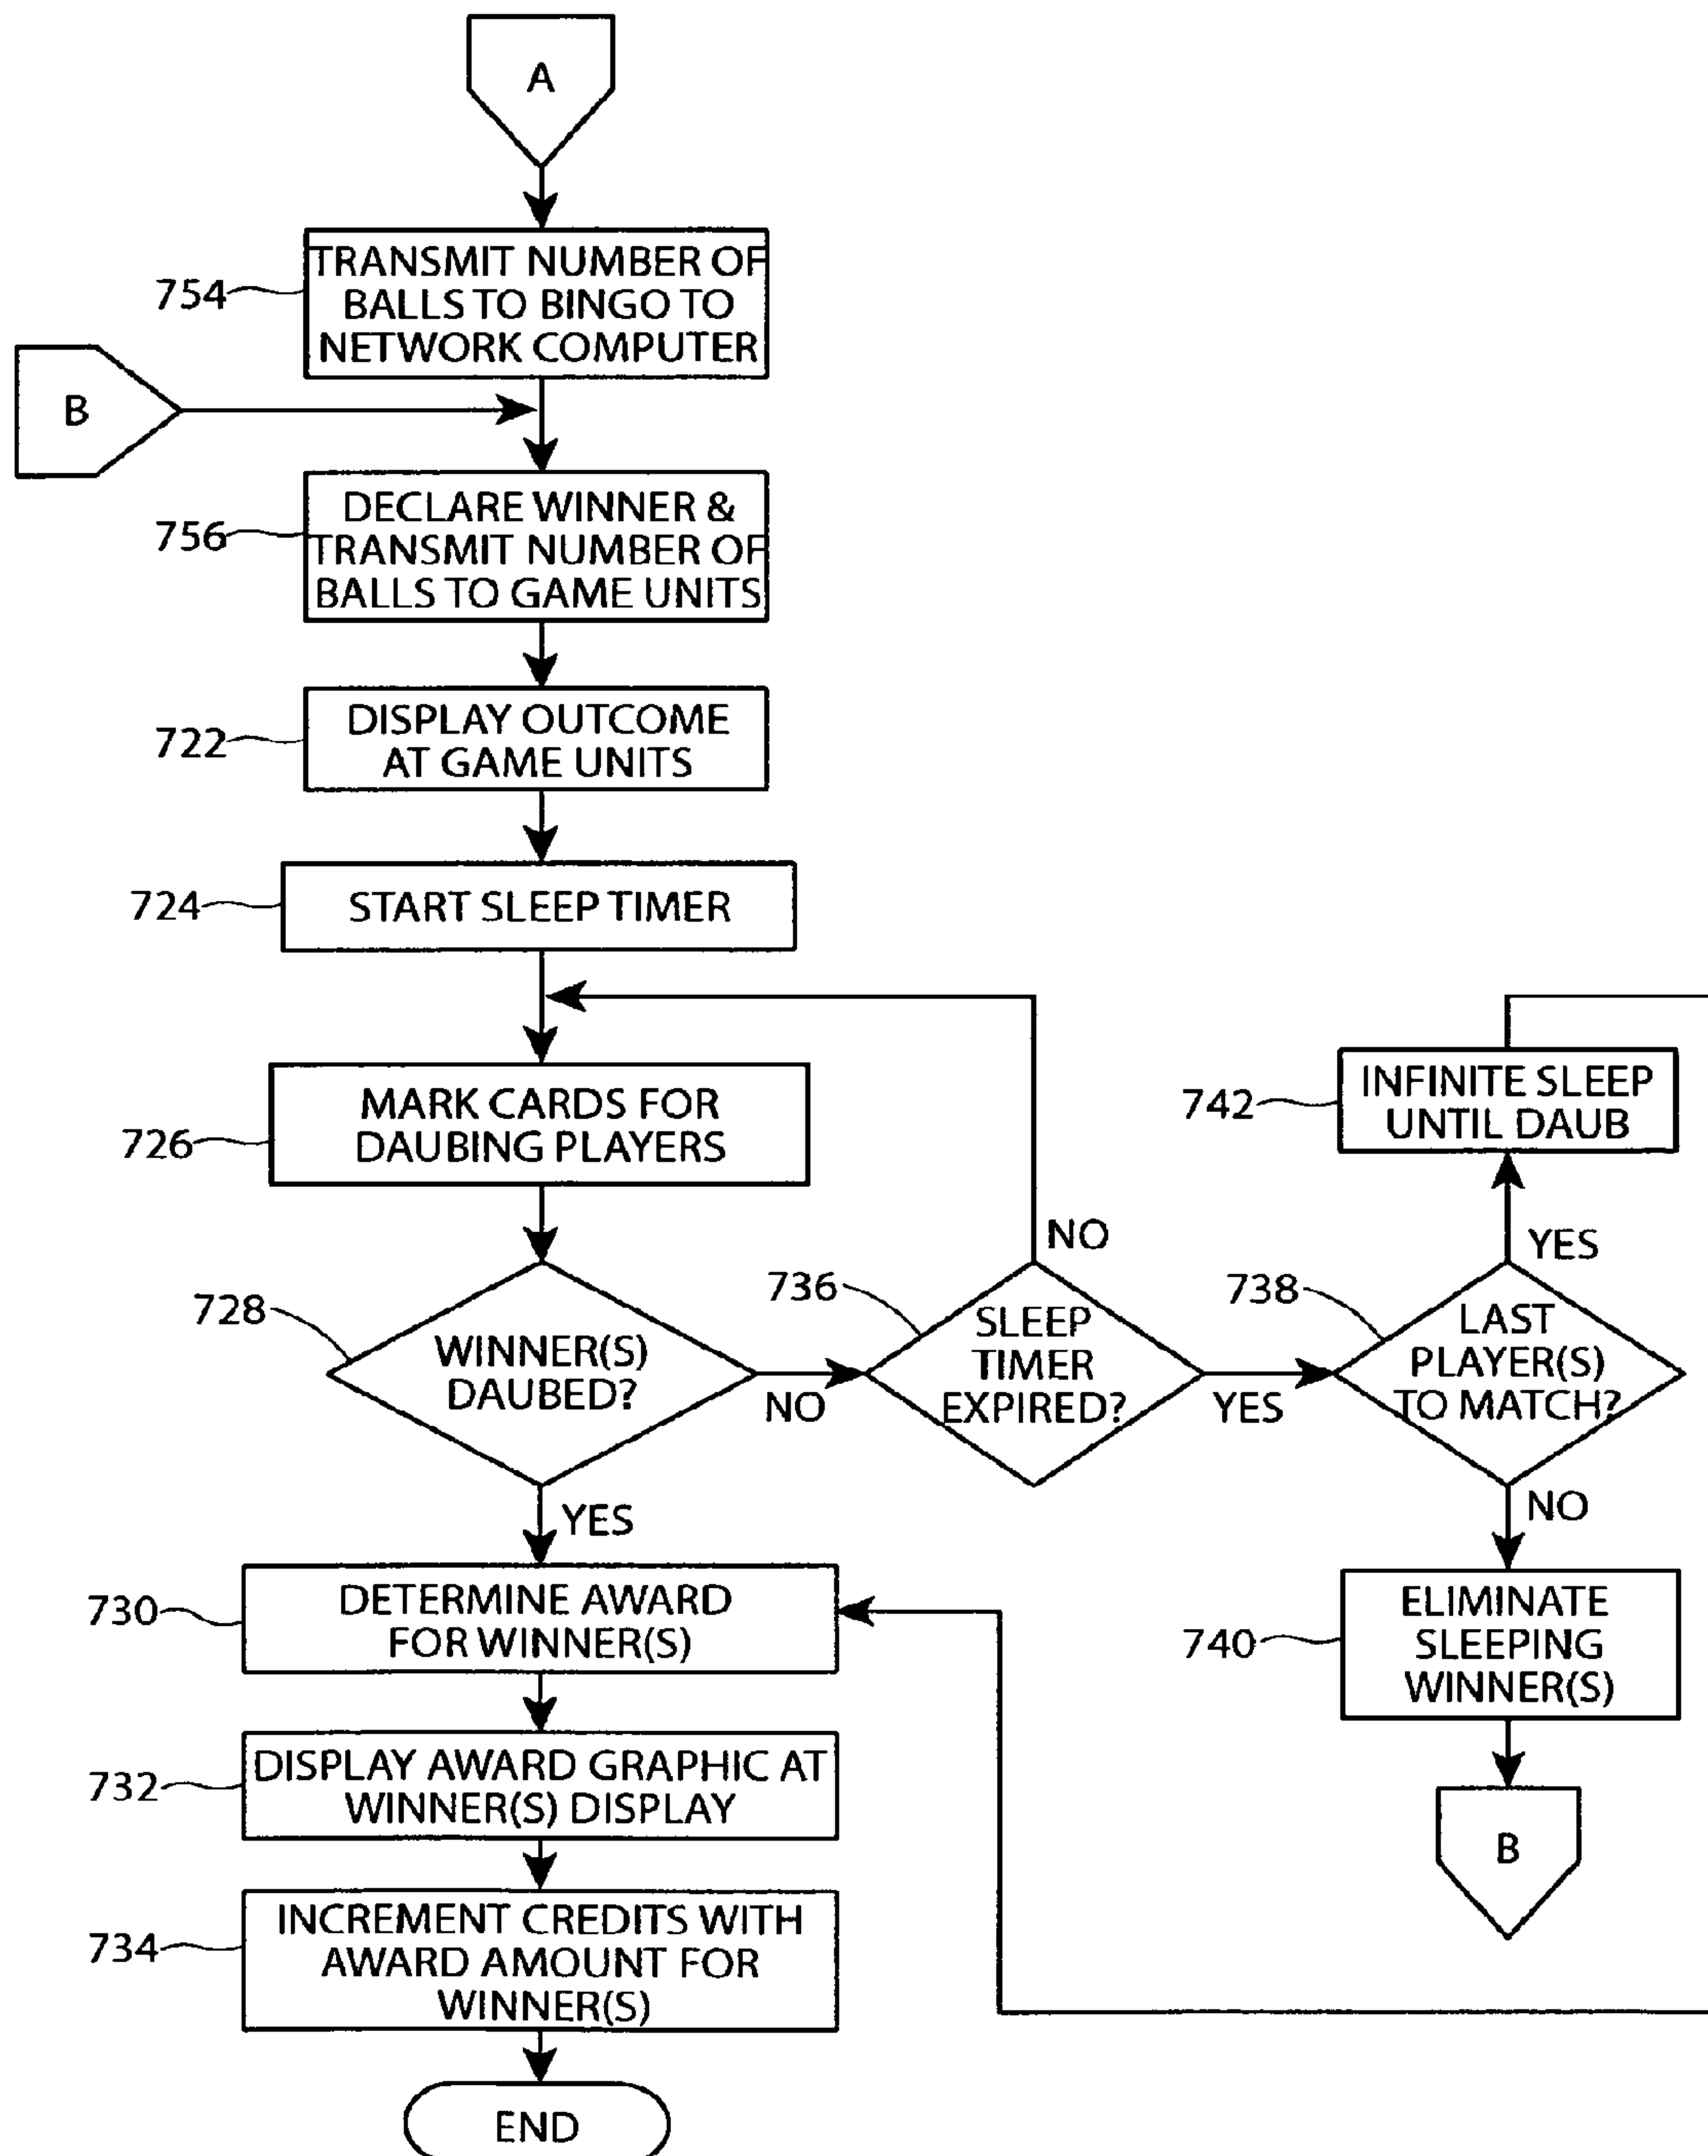 A
754
TRANSMIT NUMBER OF
BALLS TO BINGO TO
NETWORK COMPUTER
B
756
DECLARE WINNER &
TRANSMIT NUMBER OF
BALLS TO GAME UNITS
722
DISPLAY OUTCOME
AT GAME UNITS
724
START SLEEP TIMER
726
MARK CARDS FOR
DAUBING PLAYERS
728
WINNER(S)
DAUBED?
NO
YES
736
SLEEP
TIMER
EXPIRED?
NO
YES
738
LAST
PLAYER(S)
TO MATCH?
YES
NO
742
INFINITE SLEEP
UNTIL DAUB
740
ELIMINATE
SLEEPING
WINNER(S)
B
730
DETERMINE AWARD
FOR WINNER(S)
732
DISPLAY AWARD GRAPHIC AT
WINNER(S) DISPLAY
734
INCREMENT CREDITS WITH
AWARD AMOUNT FOR
WINNER(S)
END